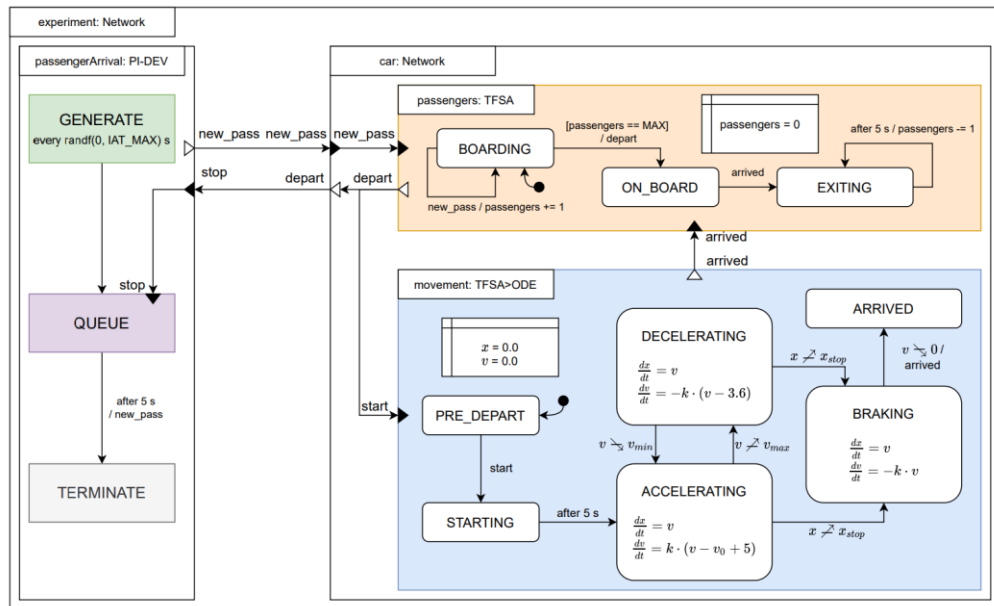 experiment: Network
passengerArrival: PI-DEV
GENERATE
every randf(0, IAT_MAX) s
stop
QUEUE
after 5 s
/ new_pass
TERMINATE
new_pass
new_pass
new_pass
stop
depart
depart
car: Network
passengers: TFSA
BOARDING
new_pass / passengers += 1
[passengers == MAX]
/ depart
ON_BOARD
arrived
passengers = 0
after 5 s / passengers -= 1
EXITING
arrived
arrived
movement: TFSA>ODE
x = 0.0
v = 0.0
start
PRE_DEPART
start
STARTING
after 5 s
DECELERATING
dx/dt = v
dv/dt = −k · (v − 3.6)
v ↘ v_min
v ↗ v_max
ACCELERATING
dx/dt = v
dv/dt = k · (v − v_0 + 5)
x ↗ x_stop
x ↗ x_stop
BRAKING
dx/dt = v
dv/dt = −k · v
v ↘ 0 /
arrived
ARRIVED